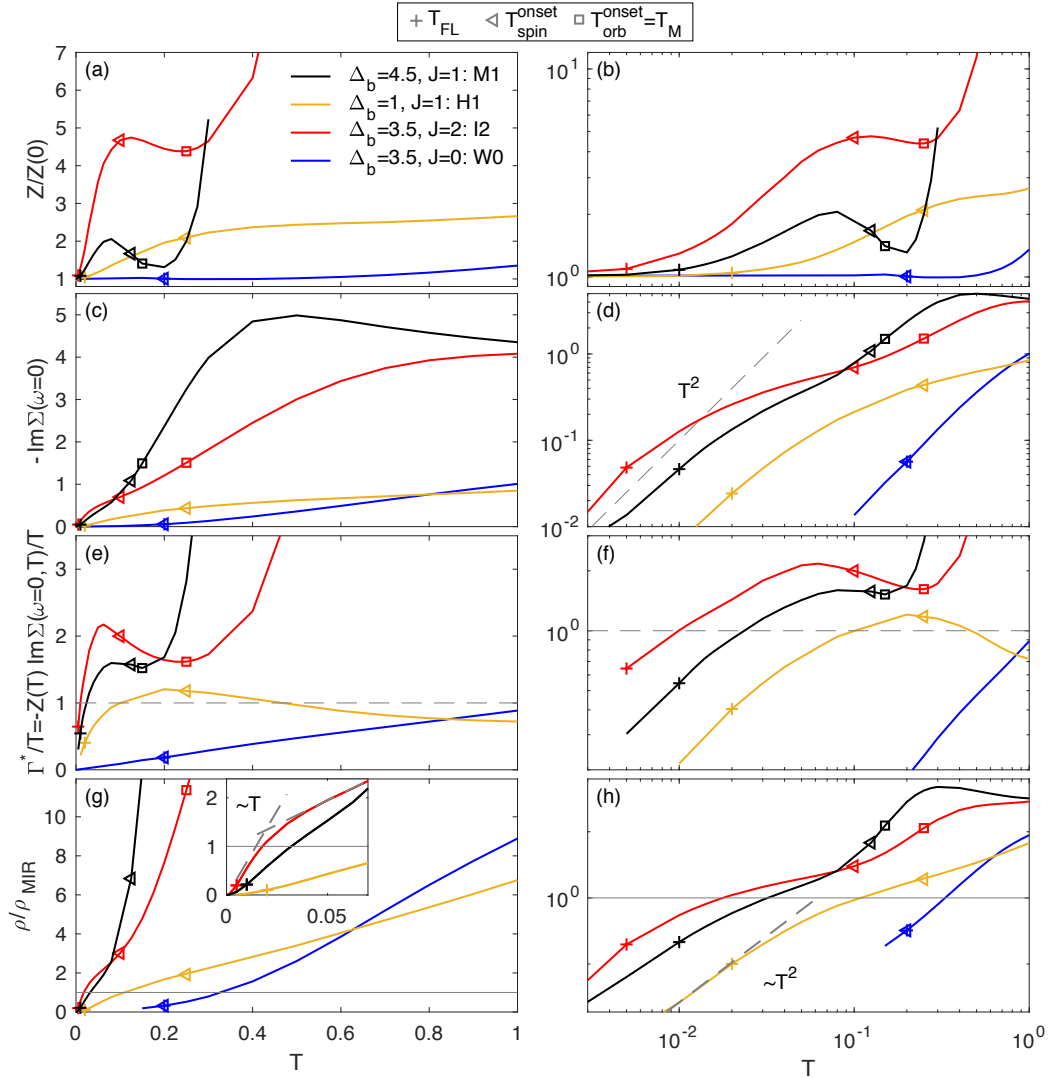 T_FL T_spin^onset T_orb^onset=T_M
(a)
Z/Z(0)
7
6
5
4
3
2
1
Δ_b=4.5, J=1: M1
Δ_b=1, J=1: H1
Δ_b=3.5, J=2: I2
Δ_b=3.5, J=0: W0
(b)
10^1
10^0
(c)
- ImΣ(ω=0)
5
4
3
2
1
0
(d)
T^2
10^0
10^-1
10^-2
(e)
Γ^*/T=-Z(T) ImΣ(ω=0,T)/T
3
2
1
0
(f)
10^0
(g)
ρ/ρ_MIR
10
8
6
4
2
0
~T
2
1
0
0 0.05
0 0.2 0.4 0.6 0.8 1
T
(h)
10^0
~T^2
10^-2 10^-1 10^0
T